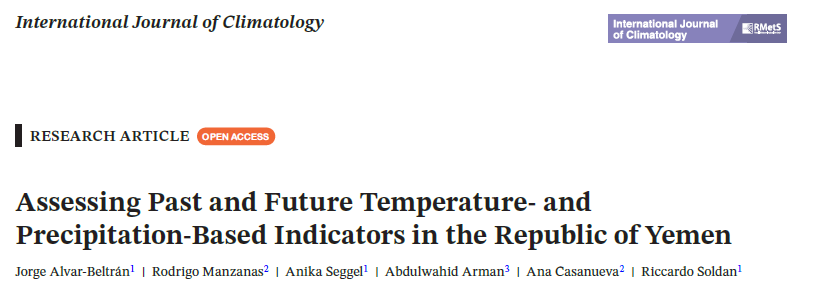 International Journal of Climatology
International Journal
of Climatology
RMetS
RESEARCH ARTICLE OPEN ACCESS
Assessing Past and Future Temperature- and
Precipitation-Based Indicators in the Republic of Yemen
Jorge Alvar-Beltrán1 | Rodrigo Manzanas2 | Anika Seggel1 | Abdulwahid Arman3 | Ana Casanueva2 | Riccardo Soldan1